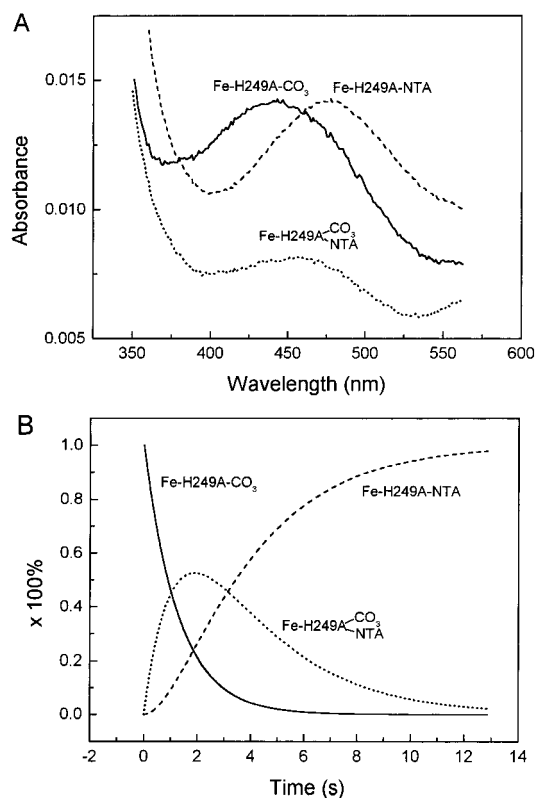 A
Absorbance
0.015
0.010
0.005
Fe-H249A-CO3
Fe-H249A-NTA
Fe-H249A
CO3
NTA
350 400 450 500 550 600
Wavelength (nm)
B
x 100%
1.0
0.8
0.6
0.4
0.2
0.0
Fe-H249A-CO3
Fe-H249A-NTA
Fe-H249A
CO3
NTA
-2 0 2 4 6 8 10 12 14
Time (s)